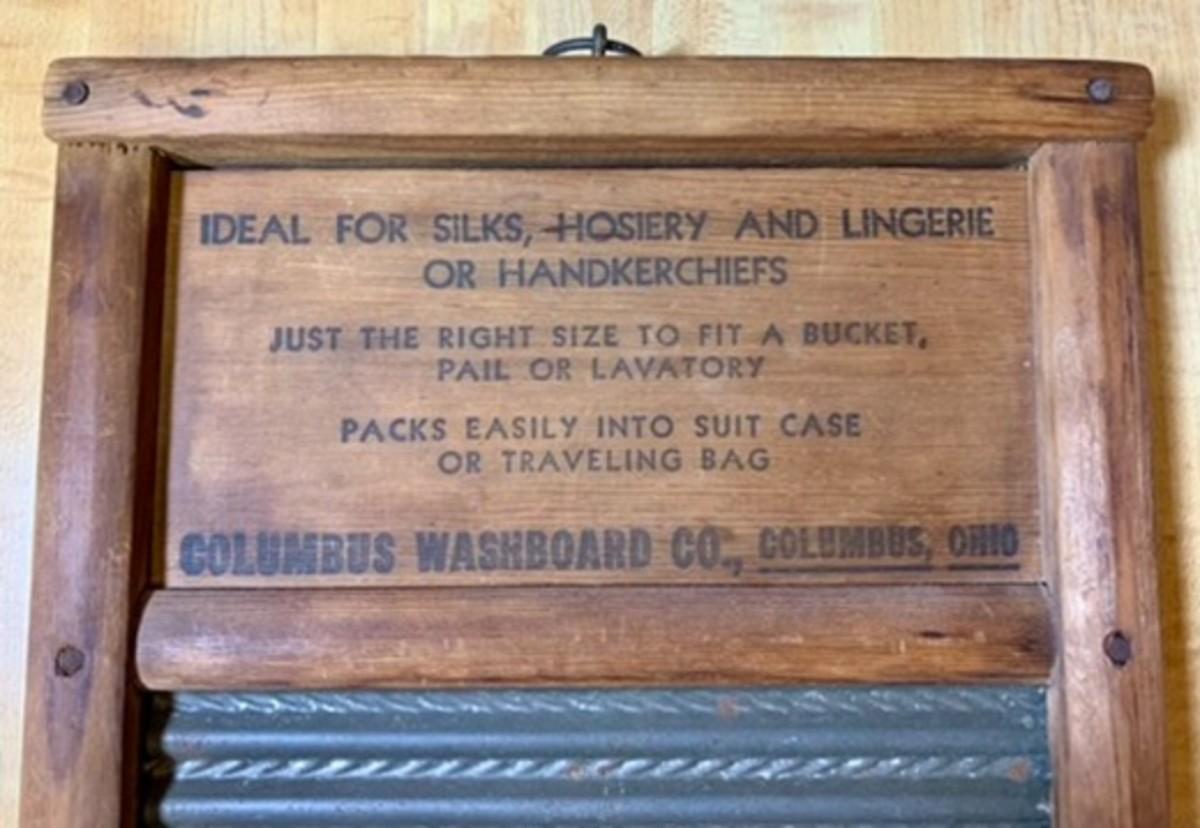 IDEAL FOR SILKS, HOSIERY AND LINGERIE
OR HANDKERCHIEFS
JUST THE RIGHT SIZE TO FIT A BUCKET,
PAIL OR LAVATORY
PACKS EASILY INTO SUIT CASE
OR TRAVELING BAG
COLUMBUS WASHBOARD CO., COLUMBUS, OHIO